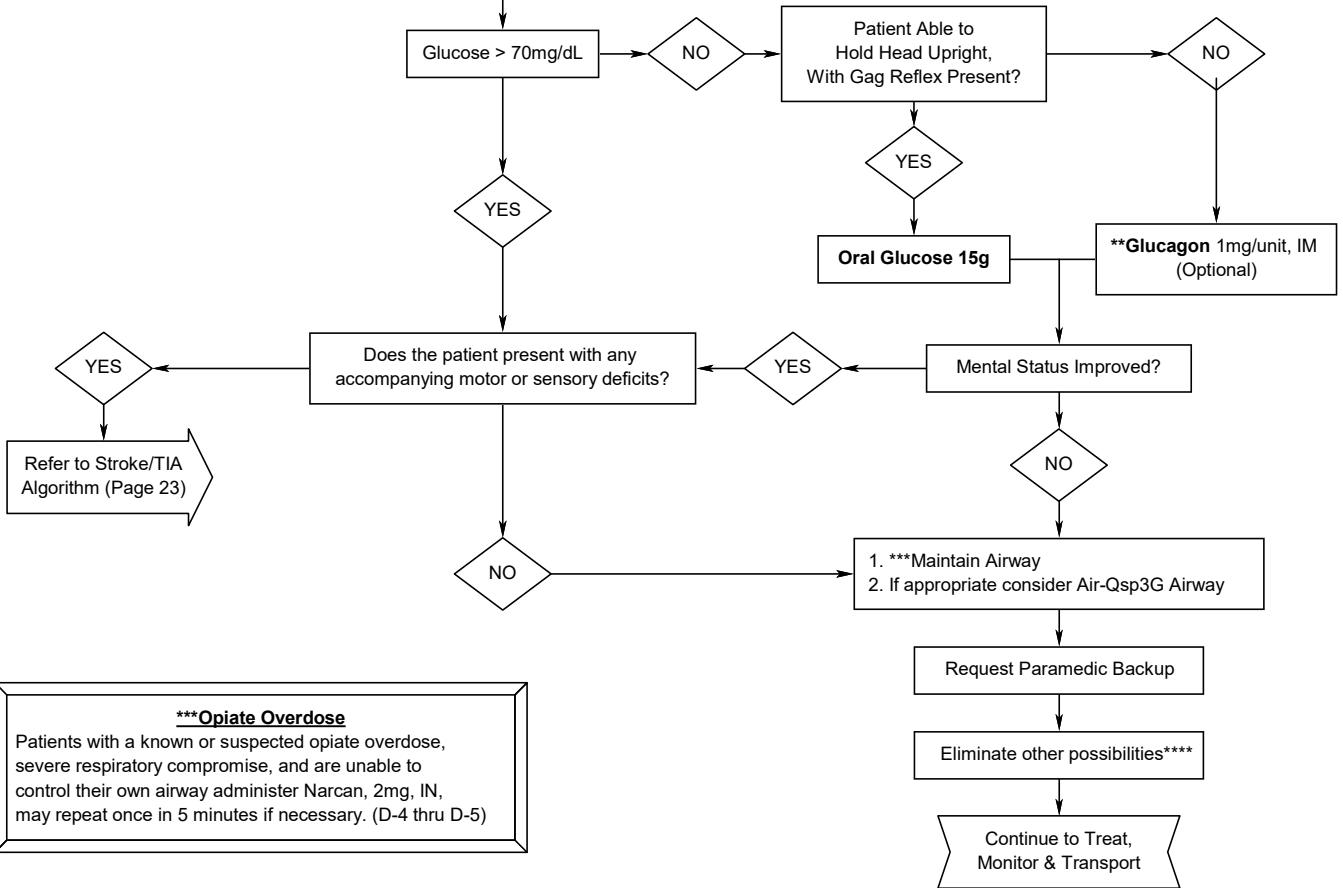 Glucose > 70mg/dL
NO
Patient Able to
Hold Head Upright,
With Gag Reflex Present?
NO
YES
YES
Oral Glucose 15g
**Glucagon 1mg/unit, IM
(Optional)
YES
Does the patient present with any
accompanying motor or sensory deficits?
YES
Mental Status Improved?
Refer to Stroke/TIA
Algorithm (Page 23)
NO
NO
1. ***Maintain Airway
2. If appropriate consider Air-Qsp3G Airway
Request Paramedic Backup
***Opiate Overdose
Patients with a known or suspected opiate overdose,
severe respiratory compromise, and are unable to
control their own airway administer Narcan, 2mg, IN,
may repeat once in 5 minutes if necessary. (D-4 thru D-5)
Eliminate other possibilities****
Continue to Treat,
Monitor & Transport